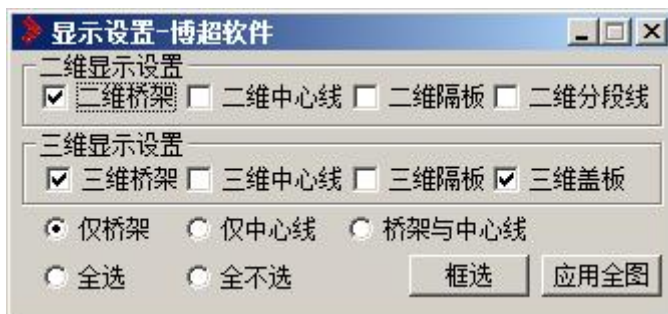 显示设置-博超软件
二维显示设置
二维桥架 二维中心线 二维隔板 二维分段线
三维显示设置
三维桥架 三维中心线 三维隔板 三维盖板
仅桥架 仅中心线 桥架与中心线
全选 全不选 框选 应用全图